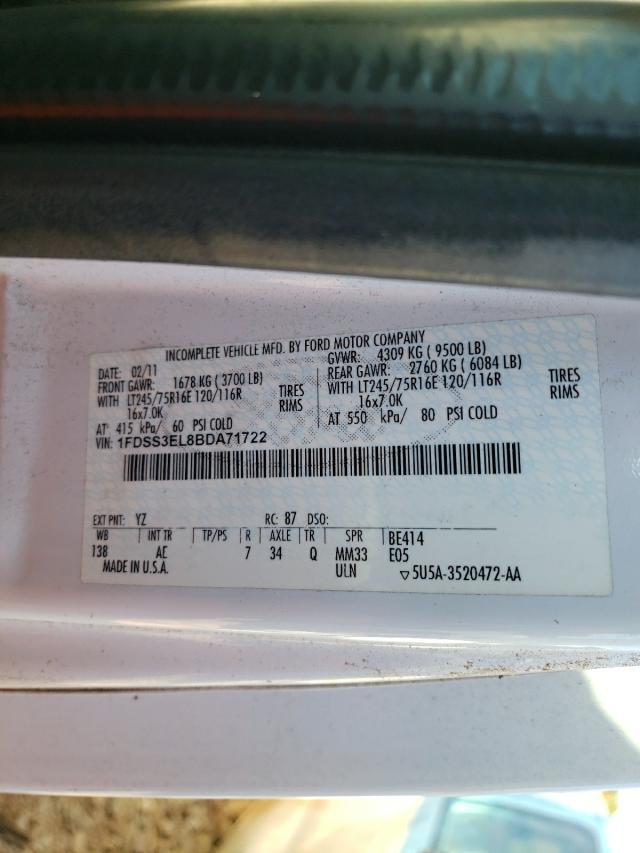 INCOMPLETE VEHICLE MFD. BY FORD MOTOR COMPANY
DATE: 02/11 GVWR: 4309 KG ( 9500 LB)
FRONT GAWR: 1678 KG ( 3700 LB) REAR GAWR: 2760 KG ( 6084 LB)
WITH LT245/75R16E 120/116R TIRES WITH LT245/75R16E 120/116R TIRES
16x7.0K RIMS 16x7.0K RIMS
AT 415 kPa/ 60 PSI COLD AT 550 kPa/ 80 PSI COLD
VIN: 1FDSS3EL8BDA71722
EXT PNT: YZ RC: 87 DSO:
WB INT TR TP/PS R AXLE TR SPR BE414
138 AC 7 34 Q MM33 E05
MADE IN U.S.A. ULN ▽5U5A-3520472-AA